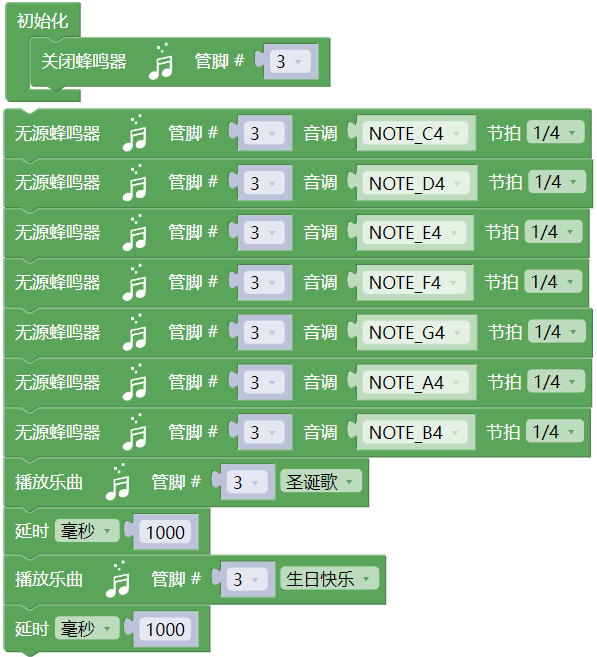 初始化
关闭蜂鸣器 管脚 # 3
无源蜂鸣器 管脚 # 3 音调 NOTE_C4 节拍 1/4
无源蜂鸣器 管脚 # 3 音调 NOTE_D4 节拍 1/4
无源蜂鸣器 管脚 # 3 音调 NOTE_E4 节拍 1/4
无源蜂鸣器 管脚 # 3 音调 NOTE_F4 节拍 1/4
无源蜂鸣器 管脚 # 3 音调 NOTE_G4 节拍 1/4
无源蜂鸣器 管脚 # 3 音调 NOTE_A4 节拍 1/4
无源蜂鸣器 管脚 # 3 音调 NOTE_B4 节拍 1/4
播放乐曲 管脚 # 3 圣诞歌
延时 毫秒 1000
播放乐曲 管脚 # 3 生日快乐
延时 毫秒 1000